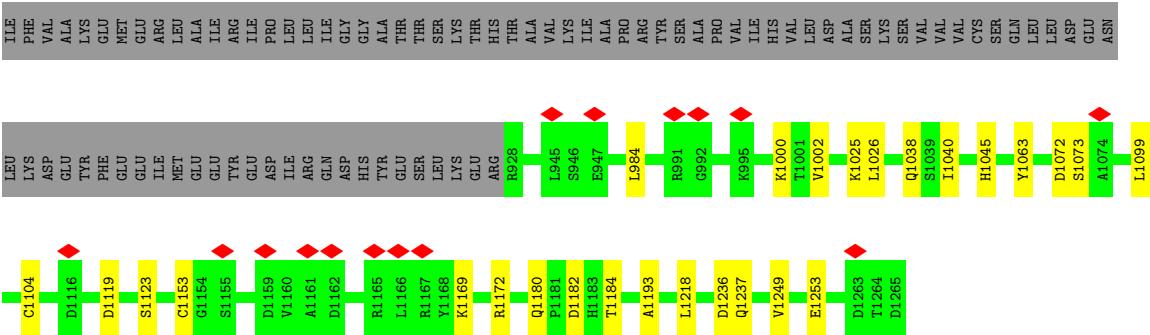 ILE PHE VAL ALA LYS GLU MET GLU ARG LEU ALA ILE ARG ILE PRO LEU LEU ILE GLY GLY ALA THR THR SER LYS THR HIS THR ALA VAL LYS ILE ALA PRO ARG TYR SER ALA PRO VAL ILE HIS VAL LEU ASP ALA SER LYS SER VAL VAL VAL CYS SER GLN LEU LEU ASP GLU ASN
LEU LYS ASP GLU TYR PHE GLU GLU ILE MET GLU GLU TYR GLU ASP ILE ARG GLN ASP HIS TYR GLU SER LEU LYS GLU ARG R928 L945 S946 E947 L984 R991 G992 K995 K1000 T1001 V1002 K1025 L1026 Q1038 S1039 I1040 H1045 Y1063 D1072 S1073 A1074 L1099
C1104 D1116 D1119 S1123 C1153 G1154 S1155 D1159 V1160 A1161 D1162 R1165 L1166 R1167 Y1168 K1169 R1172 Q1180 P1181 D1182 H1183 T1184 A1193 L1218 D1236 Q1237 V1249 E1253 D1263 T1264 D1265